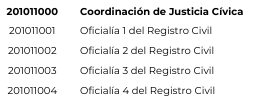 201011000 Coordinación de Justicia Cívica
201011001 Oficialía 1 del Registro Civil
201011002 Oficialía 2 del Registro Civil
201011003 Oficialía 3 del Registro Civil
201011004 Oficialía 4 del Registro Civil